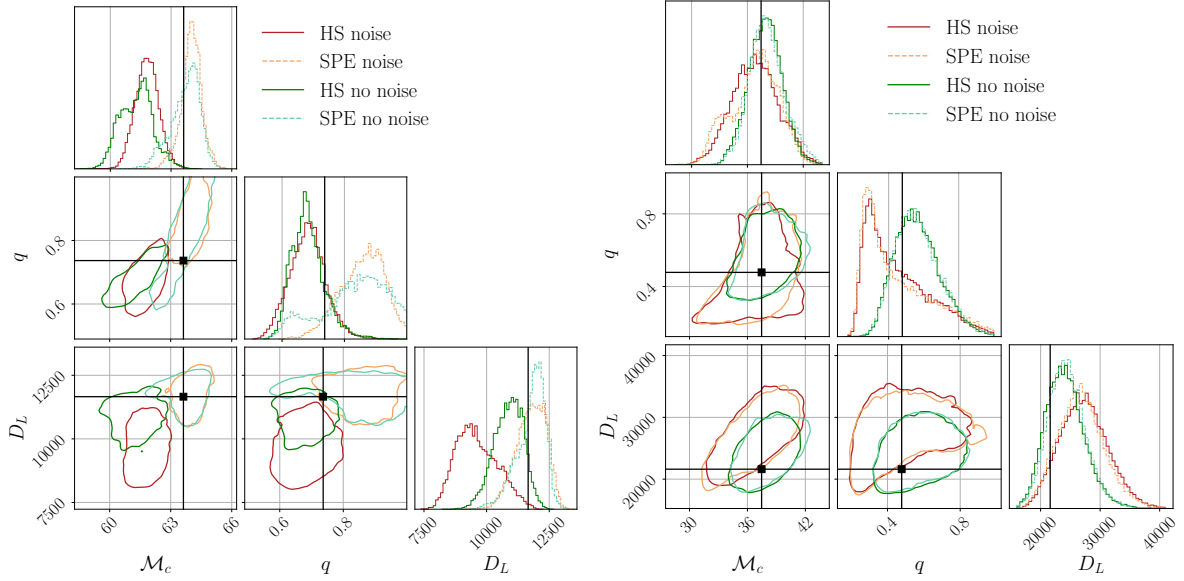 HS noise
SPE noise
HS no noise
SPE no noise
q
0.8
0.6
D_L
12500
10000
7500
60
63
66
M_c
0.6
0.8
q
7500
10000
12500
D_L
HS noise
SPE noise
HS no noise
SPE no noise
q
0.8
0.4
D_L
40000
30000
20000
30
36
42
M_c
0.4
0.8
q
20000
30000
40000
D_L